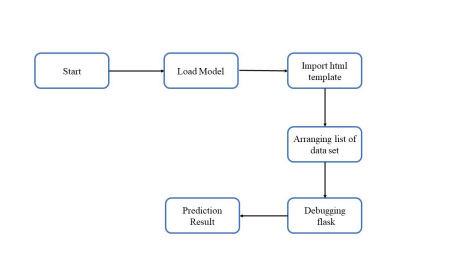 Start
Load Model
Import html
template
Arranging list of
data set
Debugging
flask
Prediction
Result